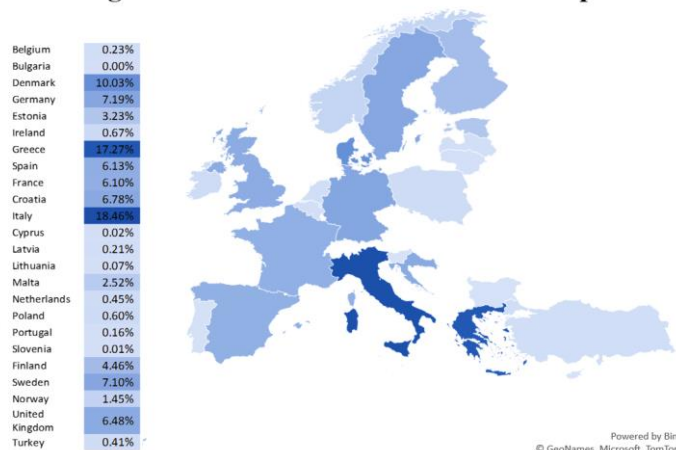 Belgium 0.23%
Bulgaria 0.00%
Denmark 10.03%
Germany 7.19%
Estonia 3.23%
Ireland 0.67%
Greece 17.27%
Spain 6.13%
France 6.10%
Croatia 6.78%
Italy 18.46%
Cyprus 0.02%
Latvia 0.21%
Lithuania 0.07%
Malta 2.52%
Netherlands 0.45%
Poland 0.60%
Portugal 0.16%
Slovenia 0.01%
Finland 4.46%
Sweden 7.10%
Norway 1.45%
United
Kingdom 6.48%
Turkey 0.41%
Powered by Bin
© GeoNames, Microsoft, TomTom